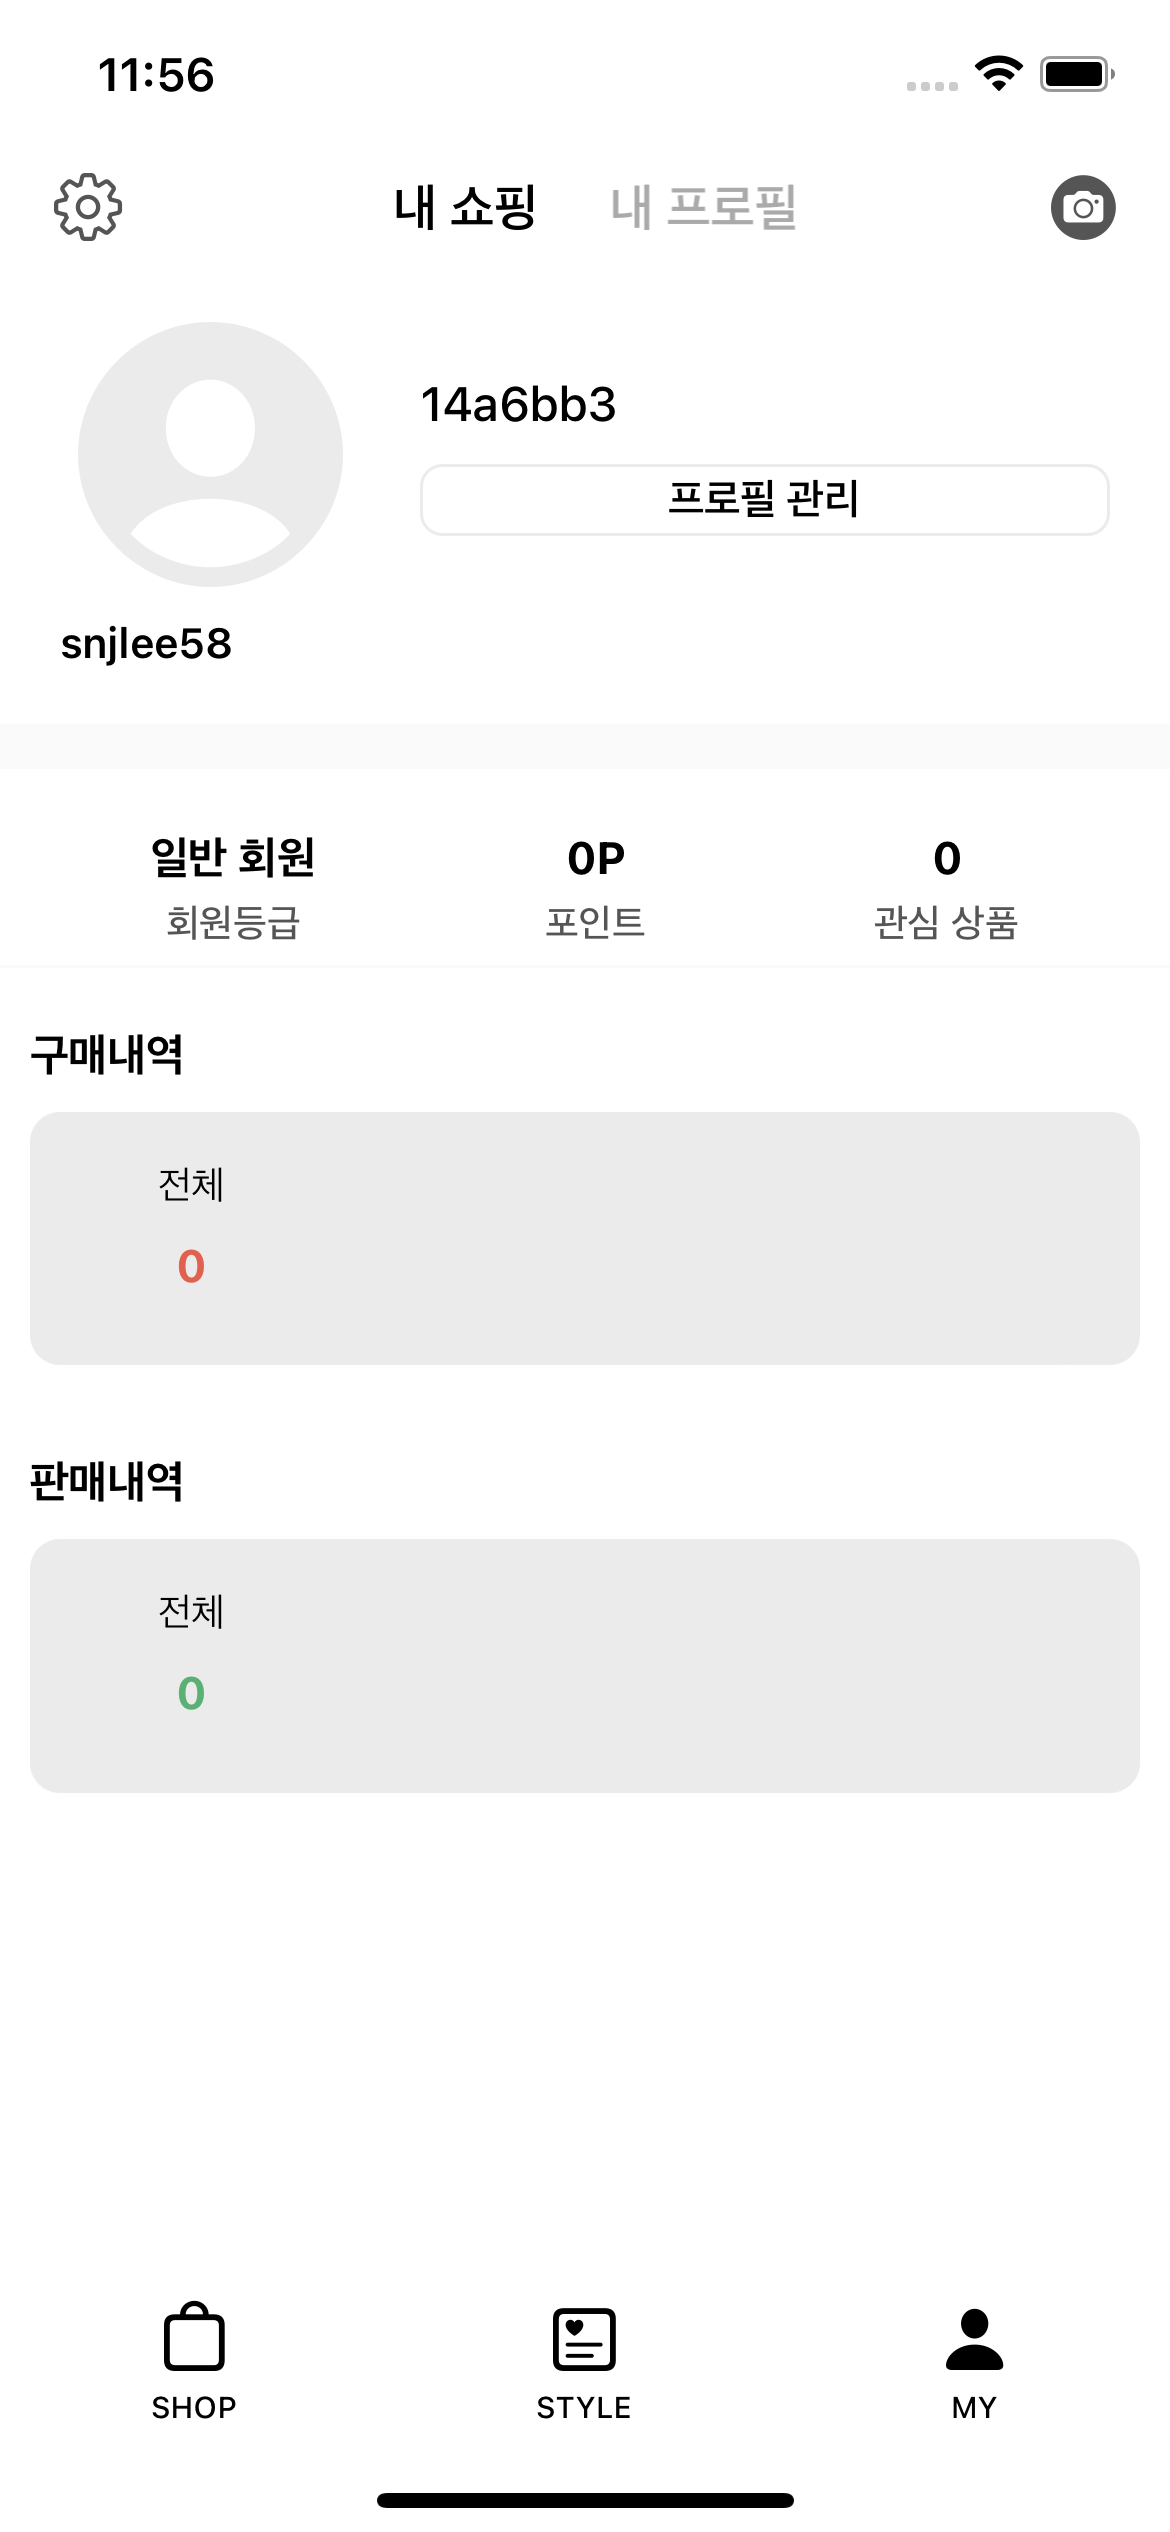 11:56
내 쇼핑 내 프로필
14a6bb3
프로필 관리
snjlee58
일반 회원 0P 0
회원등급 포인트 관심 상품
구매내역
전체
0
판매내역
전체
0
SHOP STYLE MY